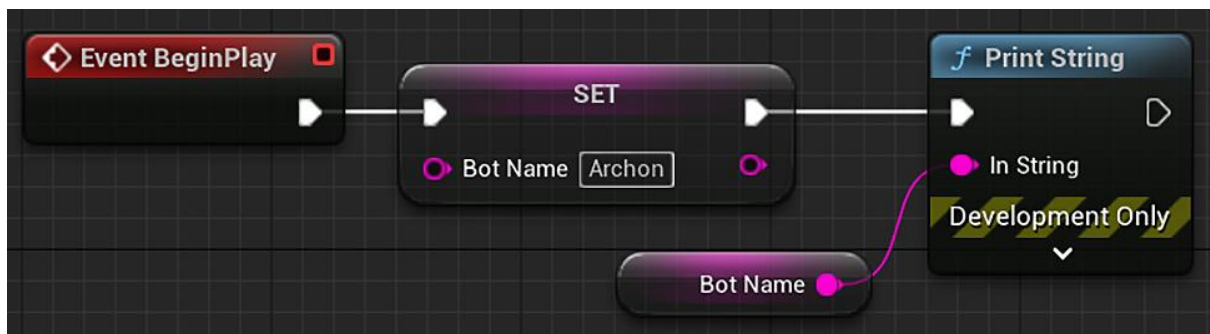 Event BeginPlay
SET
Bot Name Archon
f Print String
In String
Development Only
Bot Name